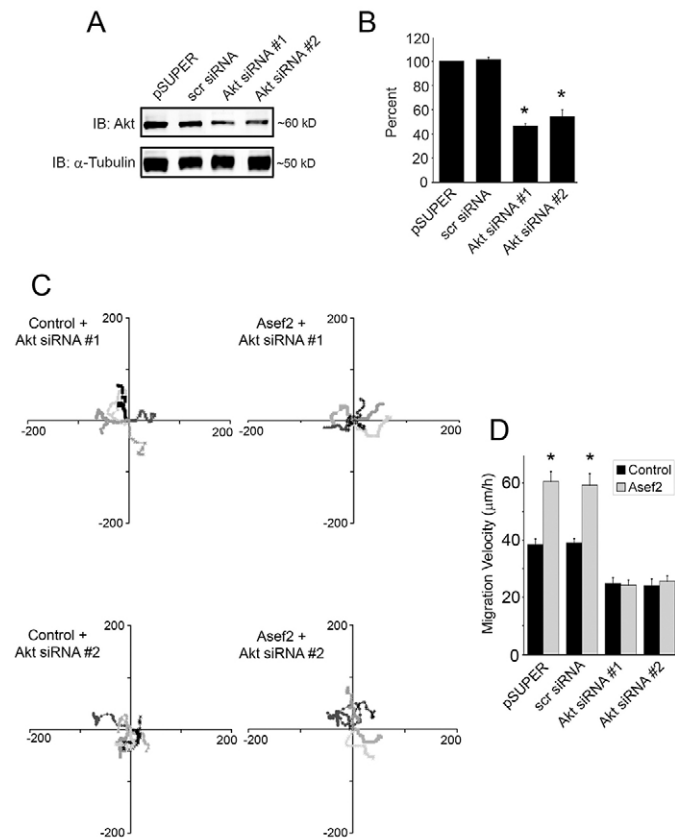 A
pSUPER
scr siRNA
Akt siRNA #1
Akt siRNA #2
IB: Akt
~60 kD
IB: α-Tubulin
~50 kD
B
Percent
120
100
80
60
40
20
0
*
*
pSUPER
scr siRNA
Akt siRNA #1
Akt siRNA #2
C
Control +
Akt siRNA #1
200
-200
200
-200
Asef2 +
Akt siRNA #1
200
-200
200
-200
Control +
Akt siRNA #2
200
-200
200
-200
Asef2 +
Akt siRNA #2
200
-200
200
-200
D
Migration Velocity (μm/h)
60
40
20
0
*
*
Control
Asef2
pSUPER
scr siRNA
Akt siRNA #1
Akt siRNA #2